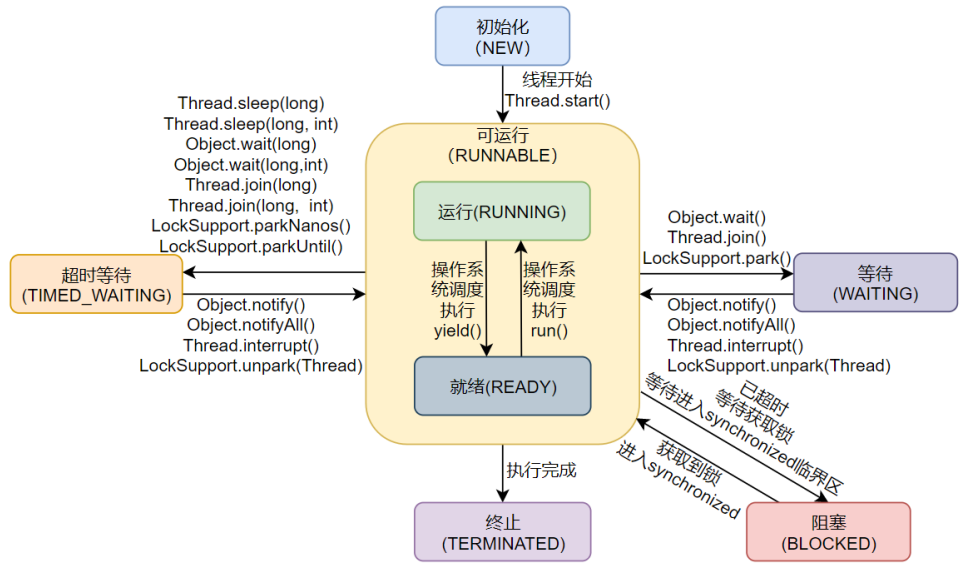 初始化
（NEW）
线程开始
Thread.start()
Thread.sleep(long)
Thread.sleep(long, int)
Object.wait(long)
Object.wait(long,int)
Thread.join(long)
Thread.join(long, int)
LockSupport.parkNanos()
LockSupport.parkUntil()
可运行
（RUNNABLE）
运行(RUNNING)
操作系
统调度
执行
yield()
操作系
统调度
执行
run()
就绪(READY)
超时等待
(TIMED_WAITING)
Object.notify()
Object.notifyAll()
Thread.interrupt()
LockSupport.unpark(Thread)
Object.wait()
Thread.join()
LockSupport.park()
等待
(WAITING)
Object.notify()
Object.notifyAll()
Thread.interrupt()
LockSupport.unpark(Thread)
已超时
等待获取锁
等待进入synchronized临界区
获取到锁
进入synchronized
执行完成
终止
(TERMINATED)
阻塞
(BLOCKED)